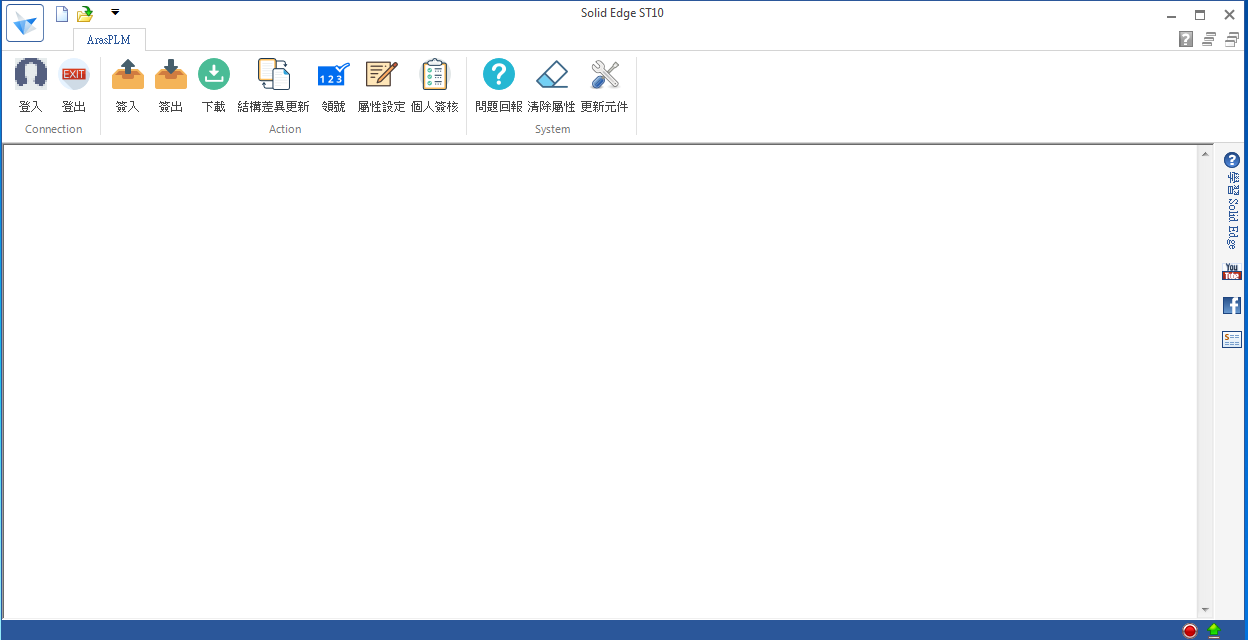 Solid Edge ST10
ArasPLM
EXIT
123
登入 登出 簽入 簽出 下載 結構差異更新 領號 屬性設定 個人簽核 問題回報 清除屬性 更新元件
Connection Action System
學習 Solid Edge
You
Tube